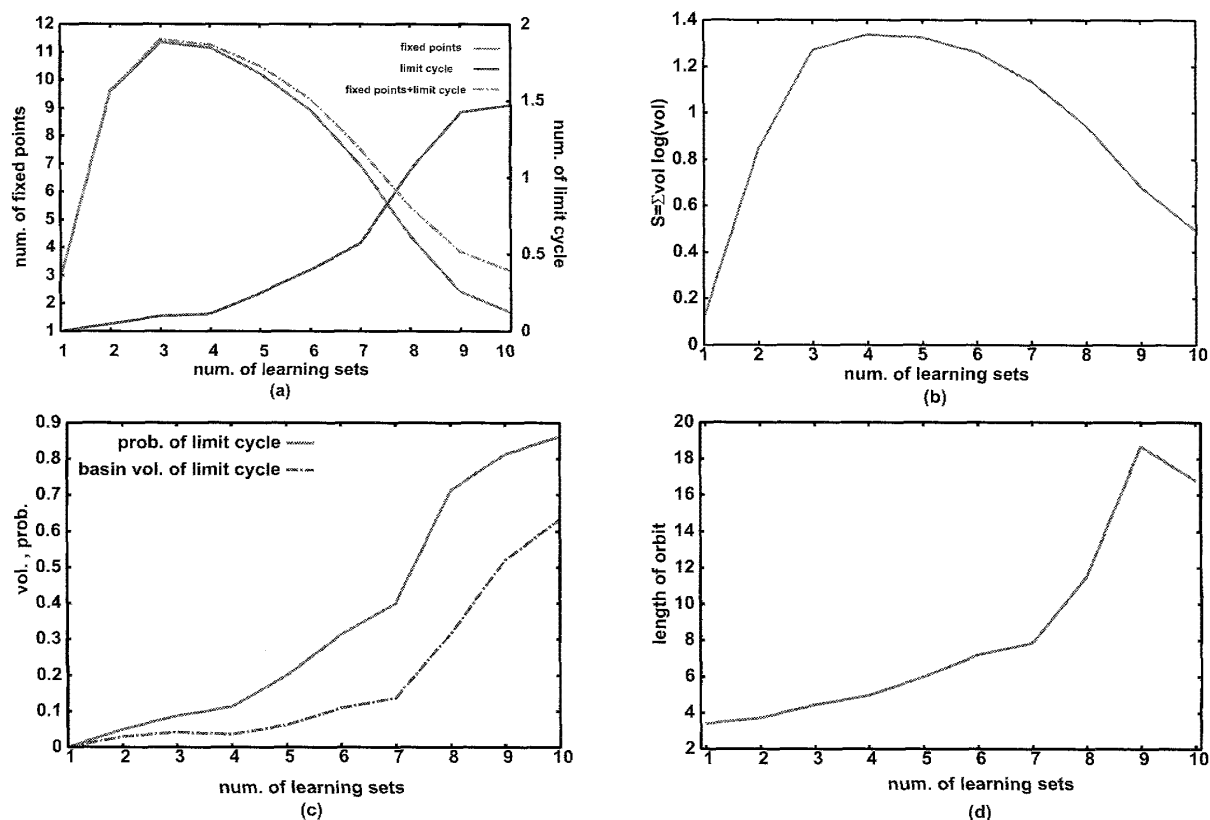 12
11
10
9
8
7
6
5
4
3
2
1
num. of fixed points
fixed points
limit cycle
fixed points+limit cycle
2
1.5
1
0.5
0
num. of limit cycle
1 2 3 4 5 6 7 8 9 10
num. of learning sets
(a)
1.4
1.2
1
0.8
0.6
0.4
0.2
0
S=Σvol log(vol)
1 2 3 4 5 6 7 8 9 10
num. of learning sets
(b)
0.9
0.8
0.7
0.6
0.5
0.4
0.3
0.2
0.1
0
vol. , prob.
prob. of limit cycle
basin vol. of limit cycle
1 2 3 4 5 6 7 8 9 10
num. of learning sets
(c)
20
18
16
14
12
10
8
6
4
2
length of orbit
1 2 3 4 5 6 7 8 9 10
num. of learning sets
(d)